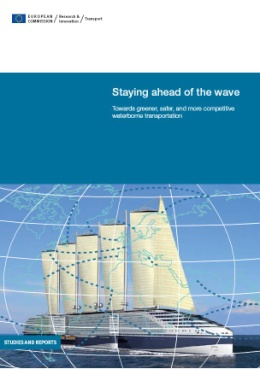 EUROPEAN COMMISSION / Research & Innovation / Transport
Staying ahead of the wave
Towards greener, safer, and more competitive
waterborne transportation
STUDIES AND REPORTS